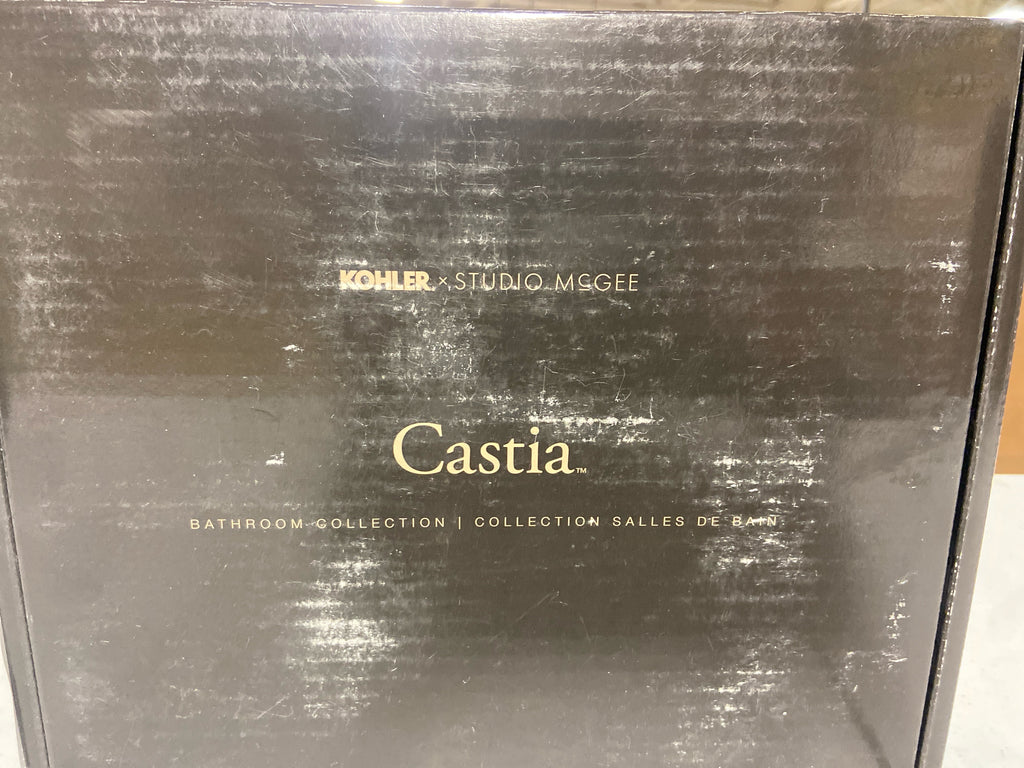 KOHLER® × STUDIO McGEE
Castia™
BATHROOM COLLECTION | COLLECTION SALLES DE BAIN